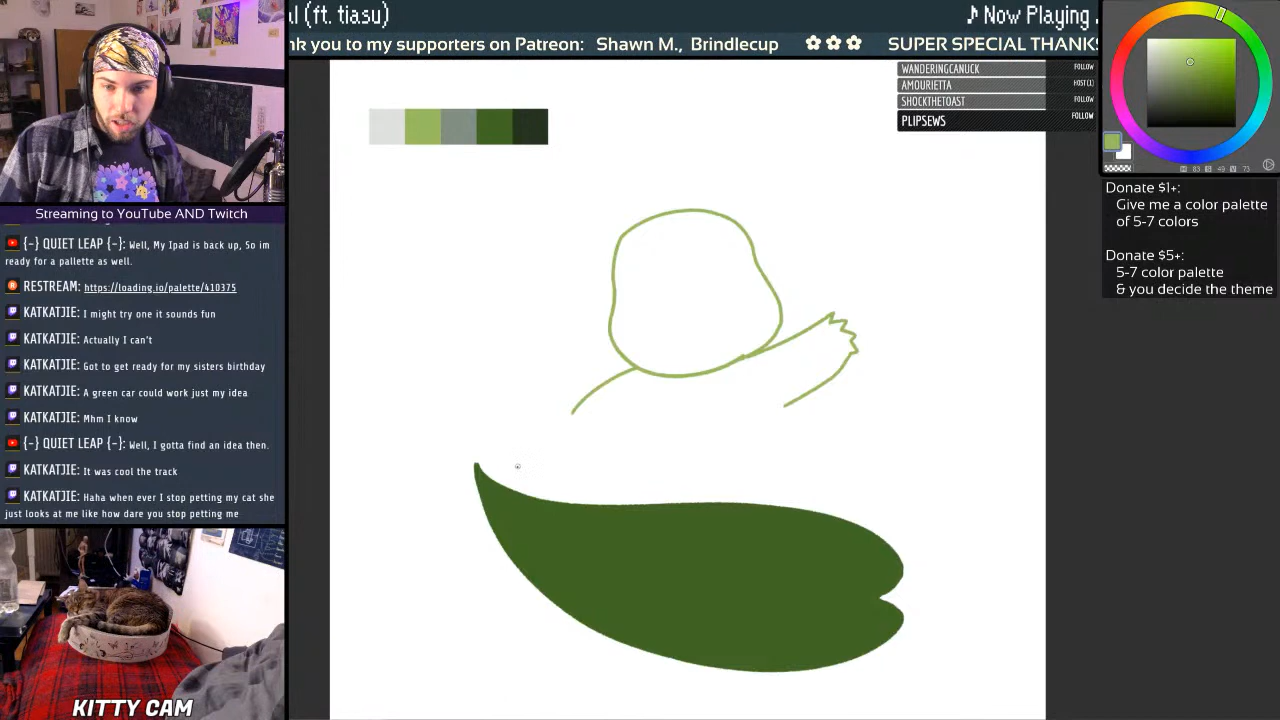 l (ft. tiasu)
♪ Now Playing
nk you to my supporters on Patreon: Shawn M., Brindlecup ✿ ✿ ✿ SUPER SPECIAL THANKS
WANDERINGCANUCK FOLLOW
AMOURIETTA HOST (1)
SHOCKTHETOAST FOLLOW
PLIPSEWS FOLLOW
Donate $1+:
Give me a color palette
of 5-7 colors
Donate $5+:
5-7 color palette
& you decide the theme
Streaming to YouTube AND Twitch
{-} QUIET LEAP {-}: Well, My Ipad is back up, So im
ready for a pallette as well.
RESTREAM: https://loading.io/palette/410375
KATKATJIE: I might try one it sounds fun
KATKATJIE: Actually I can't
KATKATJIE: Got to get ready for my sisters birthday
KATKATJIE: A green car could work just my idea
KATKATJIE: Mhm I know
{-} QUIET LEAP {-}: Well, I gotta find an idea then.
KATKATJIE: It was cool the track
KATKATJIE: Haha when ever I stop petting my cat she
just looks at me like how dare you stop petting me
KITTY CAM